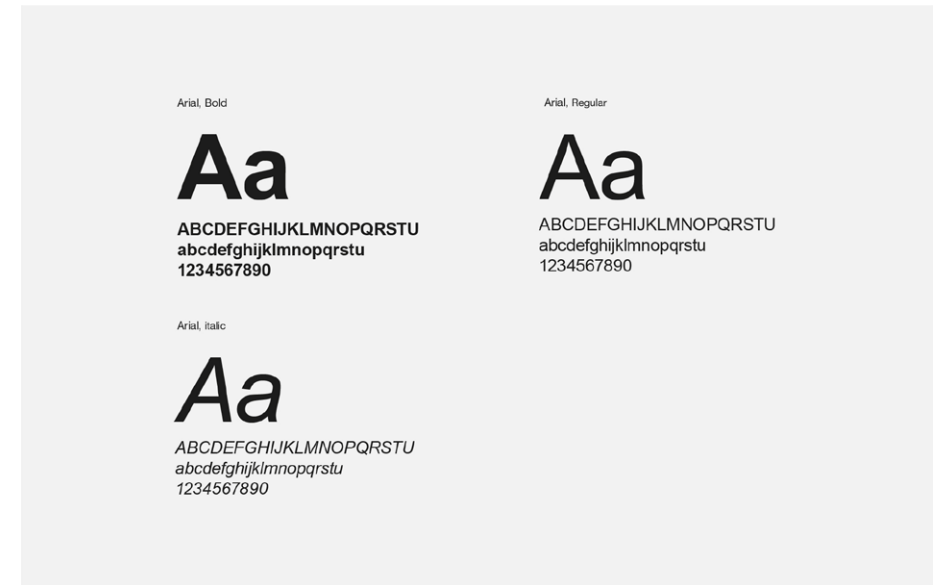 Arial, Bold
Aa
ABCDEFGHIJKLMNOPQRSTU
abcdefghijklmnopqrstu
1234567890
Arial, Regular
Aa
ABCDEFGHIJKLMNOPQRSTU
abcdefghijklmnopqrstu
1234567890
Arial, italic
Aa
ABCDEFGHIJKLMNOPQRSTU
abcdefghijklmnopqrstu
1234567890